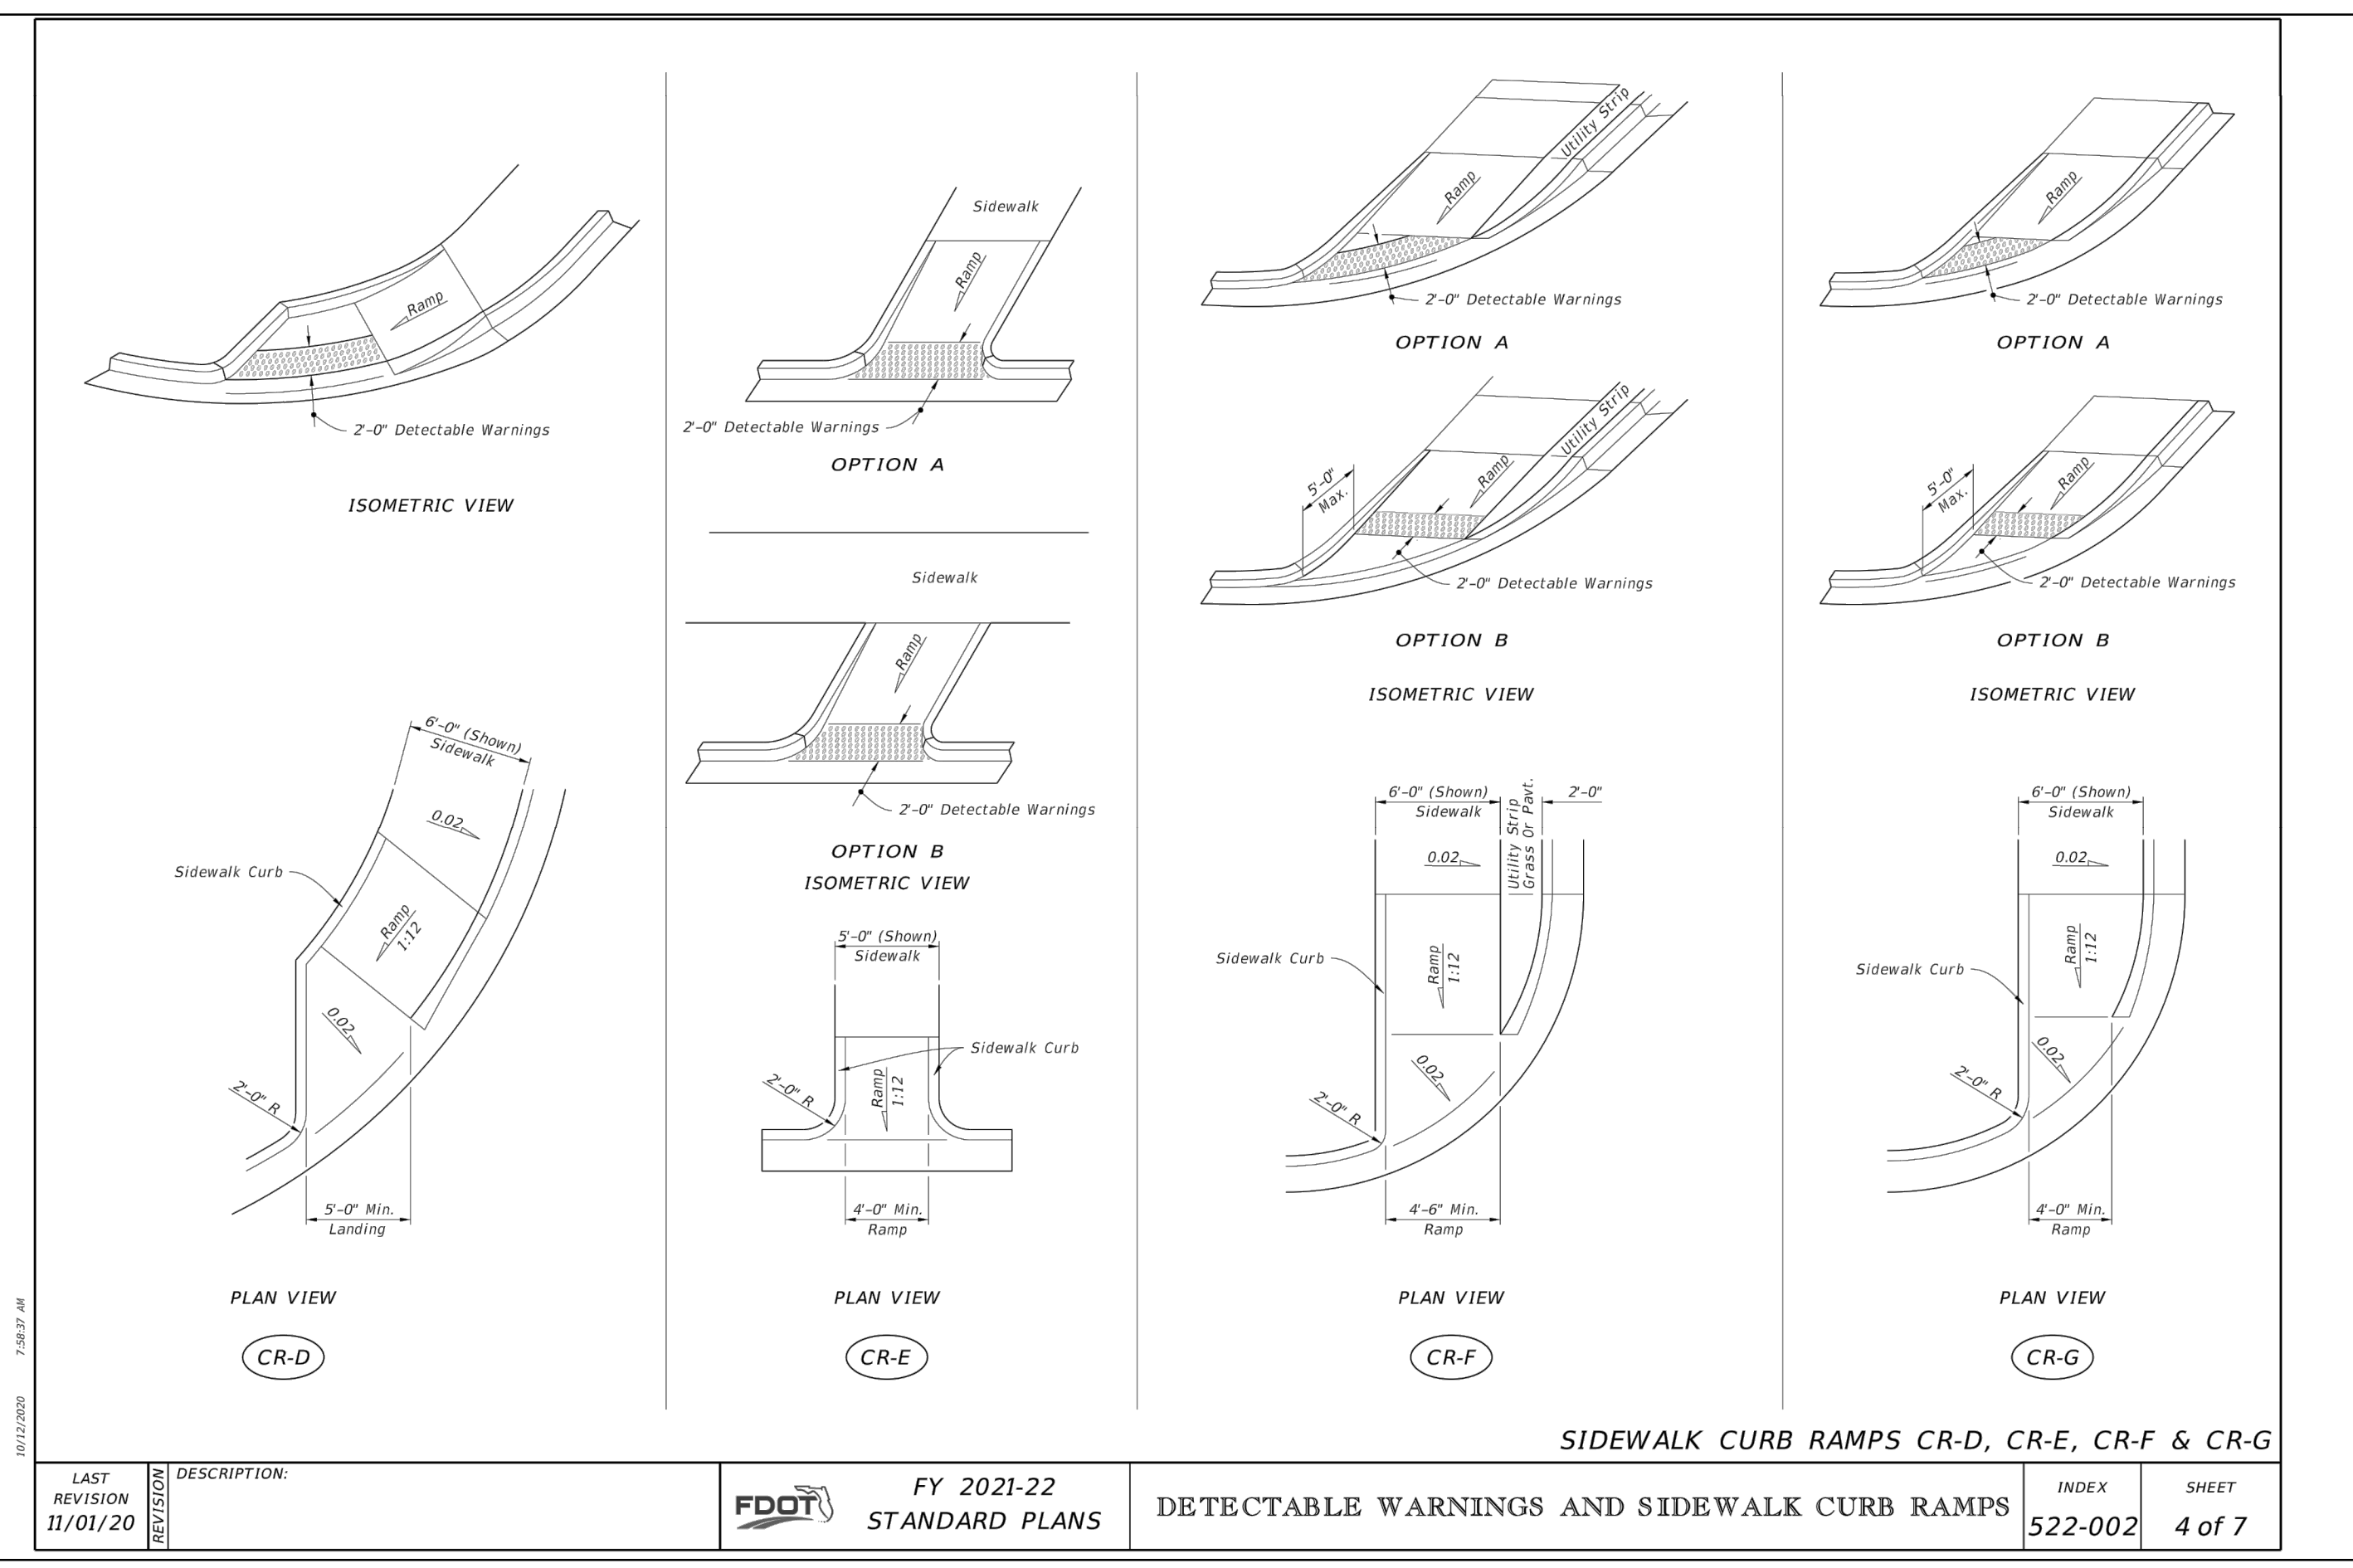 Ramp
2'-0" Detectable Warnings
ISOMETRIC VIEW
6'-0" (Shown)
Sidewalk
0.02
Sidewalk Curb
Ramp
1:12
0.02
2'-0" R
5'-0" Min.
Landing
PLAN VIEW
CR-D
Sidewalk
Ramp
2'-0" Detectable Warnings
OPTION A
Sidewalk
Ramp
2'-0" Detectable Warnings
OPTION B
ISOMETRIC VIEW
5'-0" (Shown)
Sidewalk
Sidewalk Curb
2'-0" R
Ramp
1:12
4'-0" Min.
Ramp
PLAN VIEW
CR-E
Utility Strip
Ramp
2'-0" Detectable Warnings
OPTION A
Utility Strip
5'-0"
Max.
Ramp
2'-0" Detectable Warnings
OPTION B
ISOMETRIC VIEW
6'-0" (Shown)
Sidewalk
Utility Strip
Grass Or Pavt.
2'-0"
0.02
Sidewalk Curb
Ramp
1:12
0.02
2'-0" R
4'-6" Min.
Ramp
PLAN VIEW
CR-F
Ramp
2'-0" Detectable Warnings
OPTION A
5'-0"
Max.
Ramp
2'-0" Detectable Warnings
OPTION B
ISOMETRIC VIEW
6'-0" (Shown)
Sidewalk
0.02
Sidewalk Curb
Ramp
1:12
0.02
2'-0" R
4'-0" Min.
Ramp
PLAN VIEW
CR-G
10/12/2020 7:58:37 AM
SIDEWALK CURB RAMPS CR-D, CR-E, CR-F & CR-G
LAST
REVISION
11/01/20
REVISION
DESCRIPTION:
FDOT
FY 2021-22
STANDARD PLANS
DETECTABLE WARNINGS AND SIDEWALK CURB RAMPS
INDEX
522-002
SHEET
4 of 7